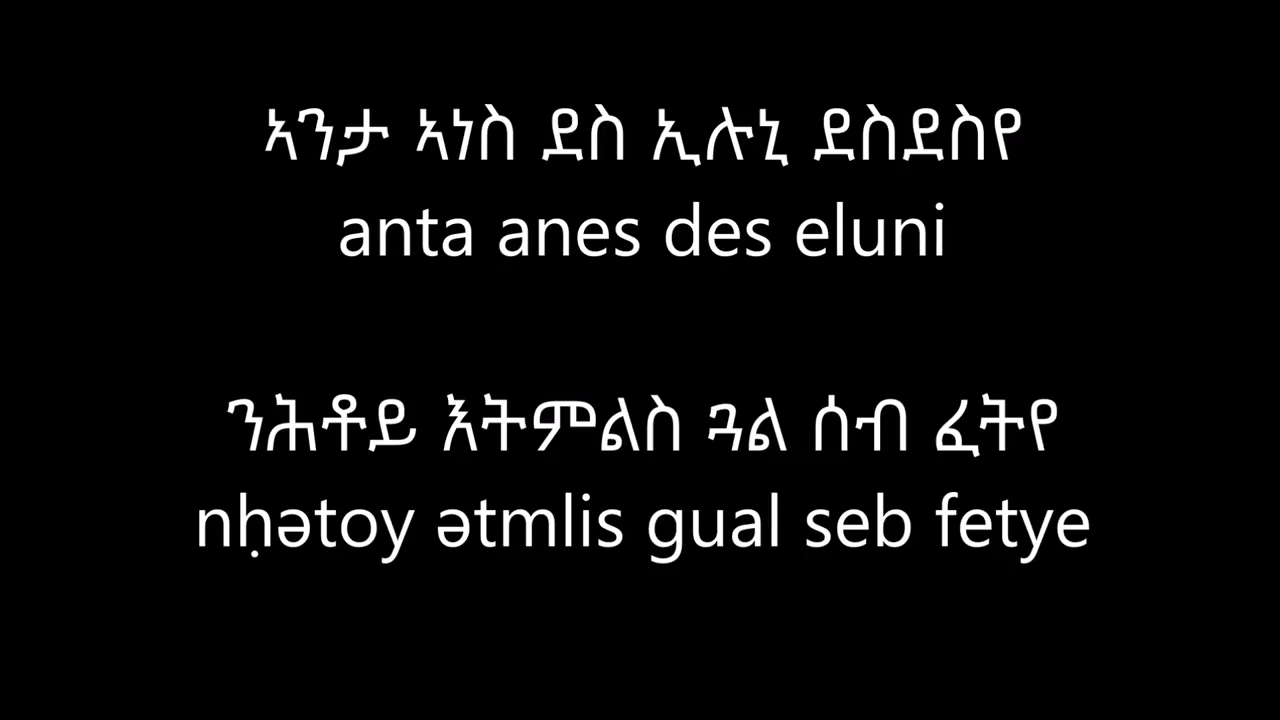 ኣንታ ኣነስ ደስ ኢሉኒ ደስደስየ
anta anes des eluni
ንሕቶይ እትምልስ ጓል ሰብ ፈትየ
nḥətoy ətmlis gual seb fetye